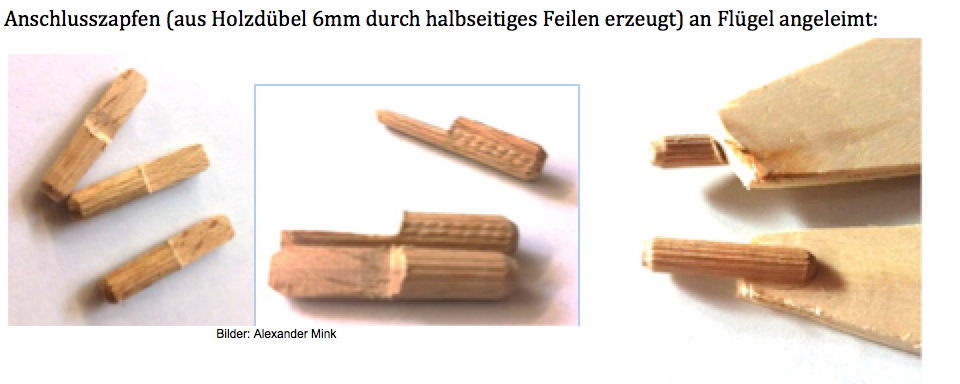 Anschlusszapfen (aus Holzdübel 6mm durch halbseitiges Feilen erzeugt) an Flügel angeleimt:
Bilder: Alexander Mink